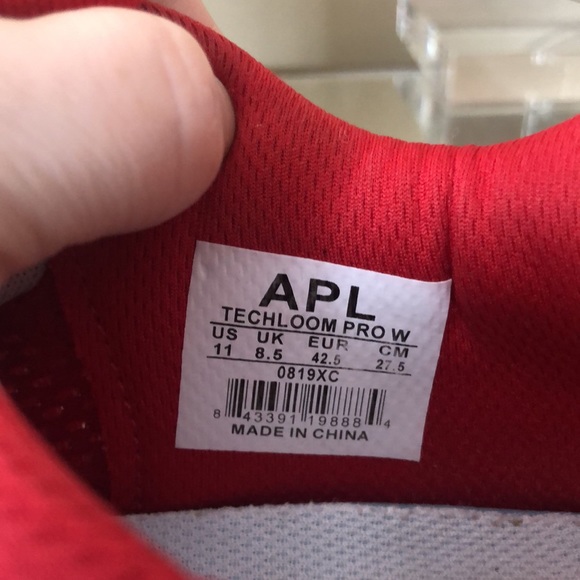 APL
TECHLOOM PRO W
US UK EUR CM
11 8.5 42.5 27.5
0819XC
8 43391 19888 4
MADE IN CHINA